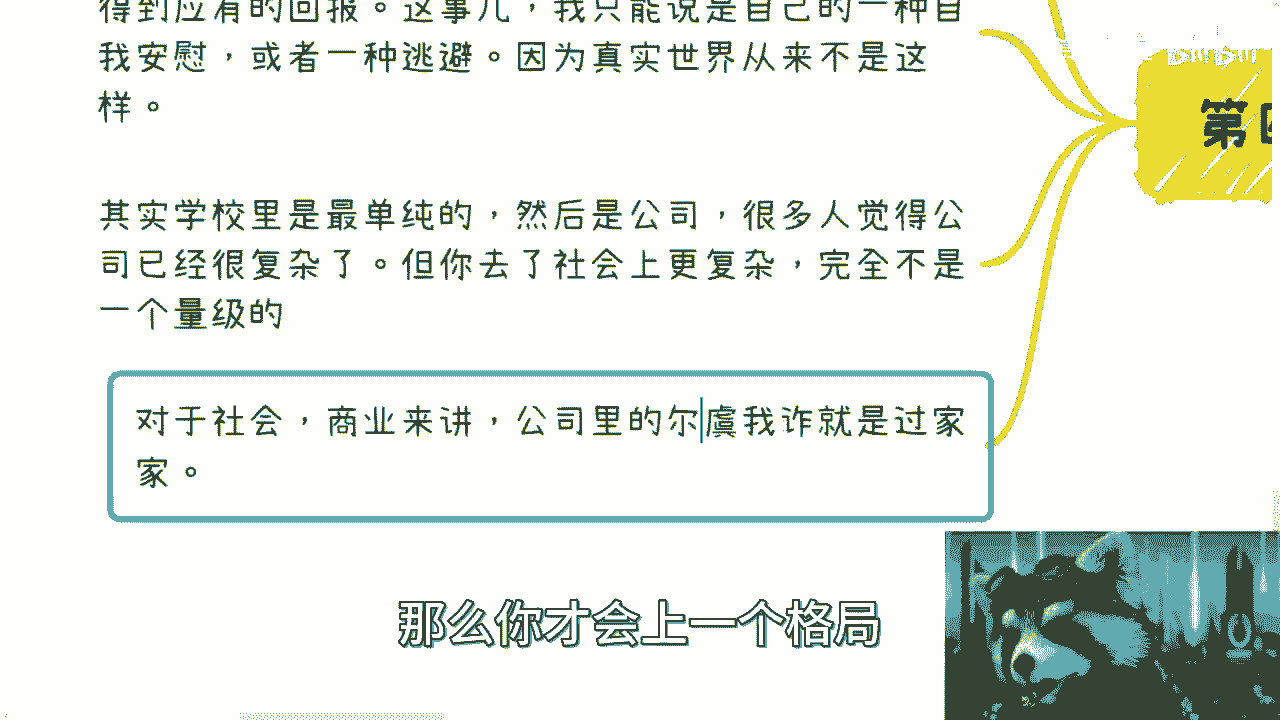 得到应有的回报。这事儿，我只能说是自己的一种自
我安慰，或者一种逃避。因为真实世界从来不是这
样。
其实学校里是最单纯的，然后是公司，很多人觉得公
司已经很复杂了。但你去了社会上更复杂，完全不是
一个量级的
对于社会，商业来讲，公司里的尔虞我诈就是过家
家。
第
那么你才会上一个格局